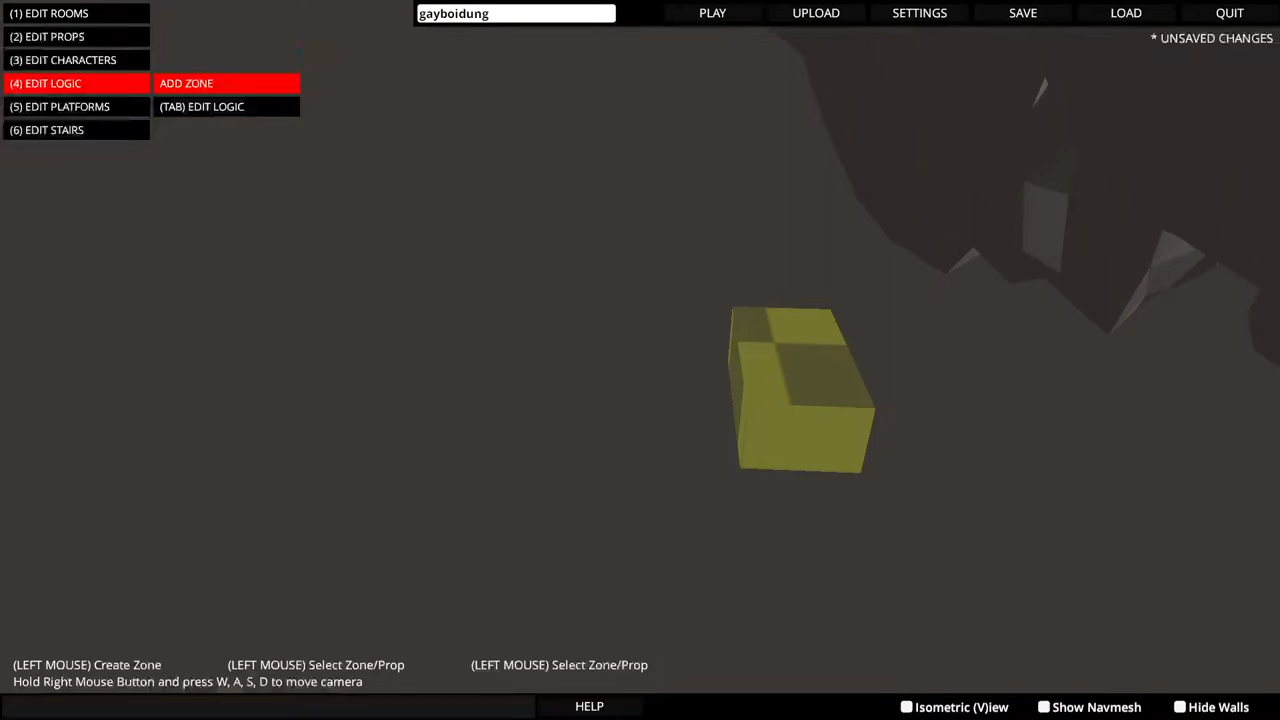 (1) EDIT ROOMS
gayboidung
PLAY
UPLOAD
SETTINGS
SAVE
LOAD
QUIT
(2) EDIT PROPS
* UNSAVED CHANGES
(3) EDIT CHARACTERS
(4) EDIT LOGIC
ADD ZONE
(5) EDIT PLATFORMS
(TAB) EDIT LOGIC
(6) EDIT STAIRS
(LEFT MOUSE) Create Zone
(LEFT MOUSE) Select Zone/Prop
(LEFT MOUSE) Select Zone/Prop
Hold Right Mouse Button and press W, A, S, D to move camera
HELP
Isometric (V)iew
Show Navmesh
Hide Walls